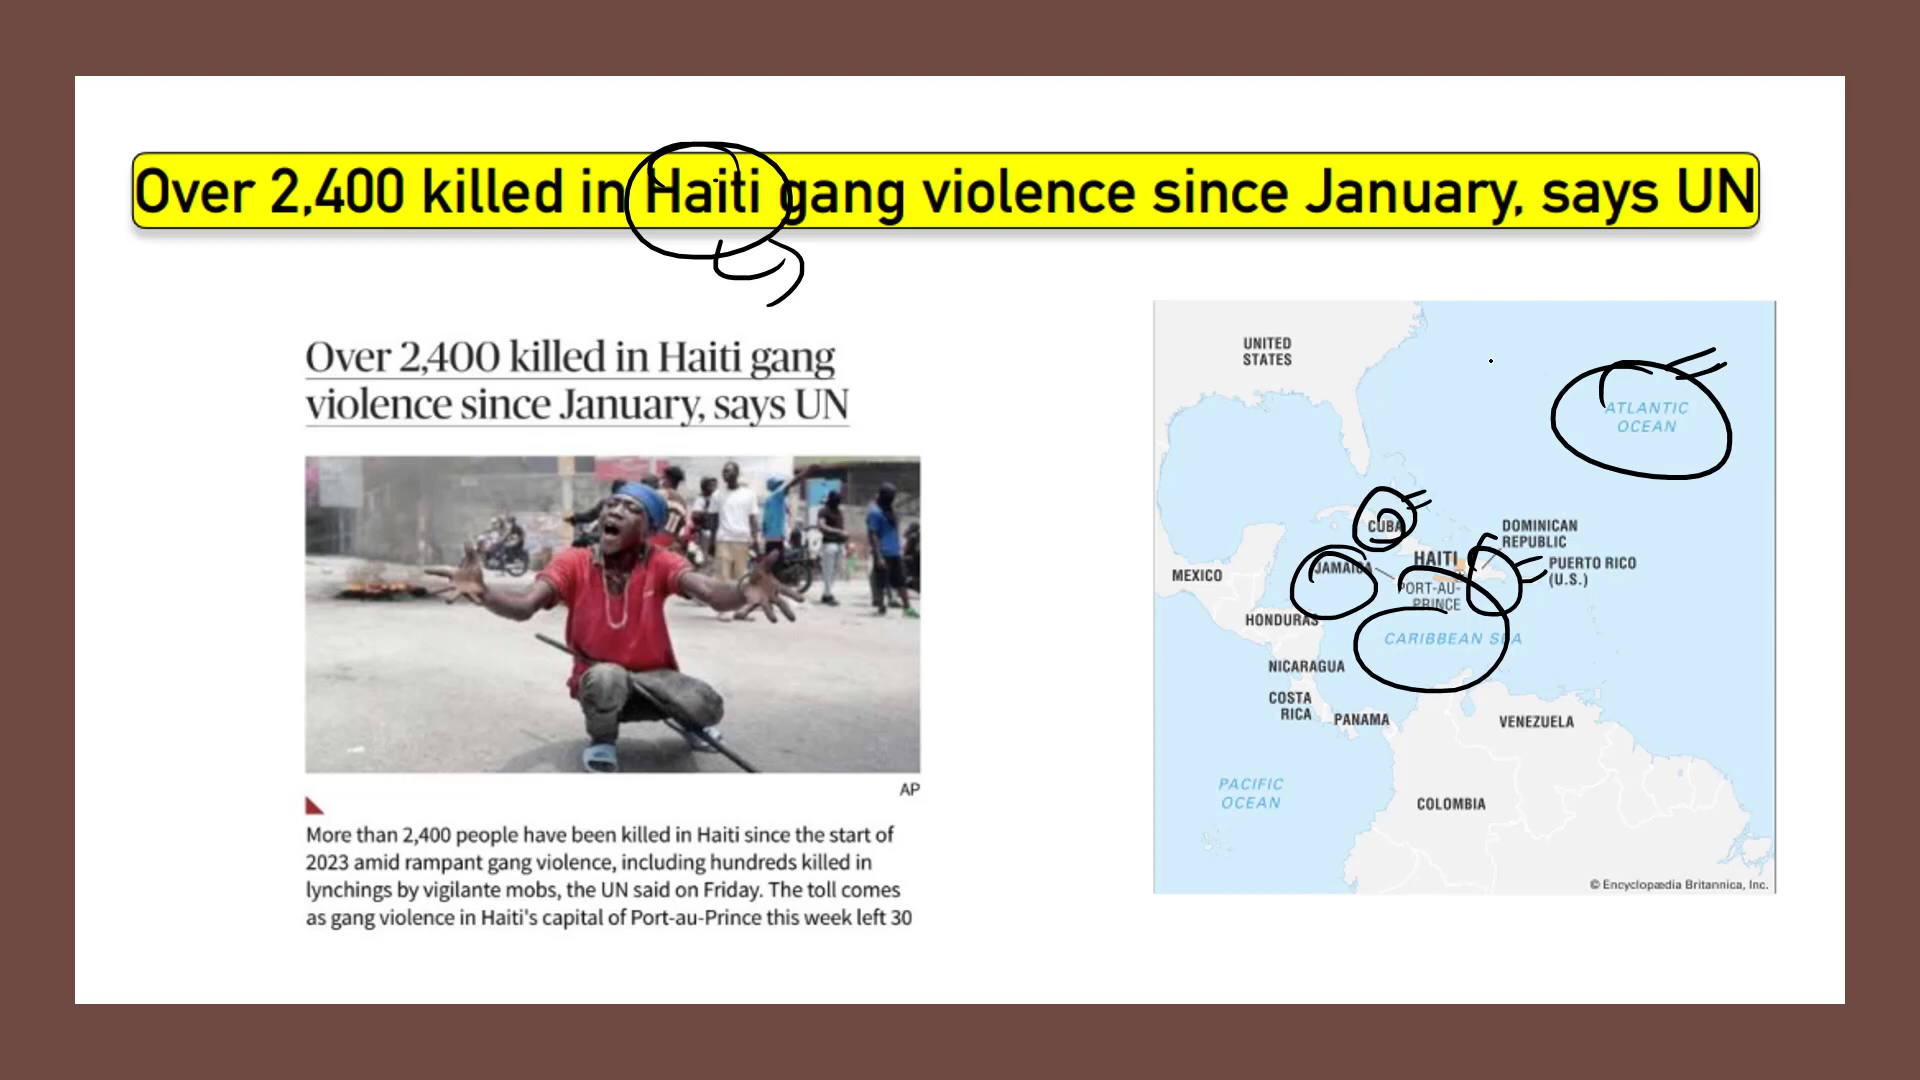 Over 2,400 killed in Haiti gang violence since January, says UN
Over 2,400 killed in Haiti gang
violence since January, says UN
AP
More than 2,400 people have been killed in Haiti since the start of
2023 amid rampant gang violence, including hundreds killed in
lynchings by vigilante mobs, the UN said on Friday. The toll comes
as gang violence in Haiti's capital of Port-au-Prince this week left 30
UNITED
STATES
ATLANTIC
OCEAN
CUBA
DOMINICAN
REPUBLIC
HAITI
JAMAICA
PUERTO RICO
(U.S.)
MEXICO
PORT-AU-
PRINCE
HONDURAS
CARIBBEAN SEA
NICARAGUA
COSTA
RICA
PANAMA
VENEZUELA
PACIFIC
OCEAN
COLOMBIA
© Encyclopædia Britannica, Inc.